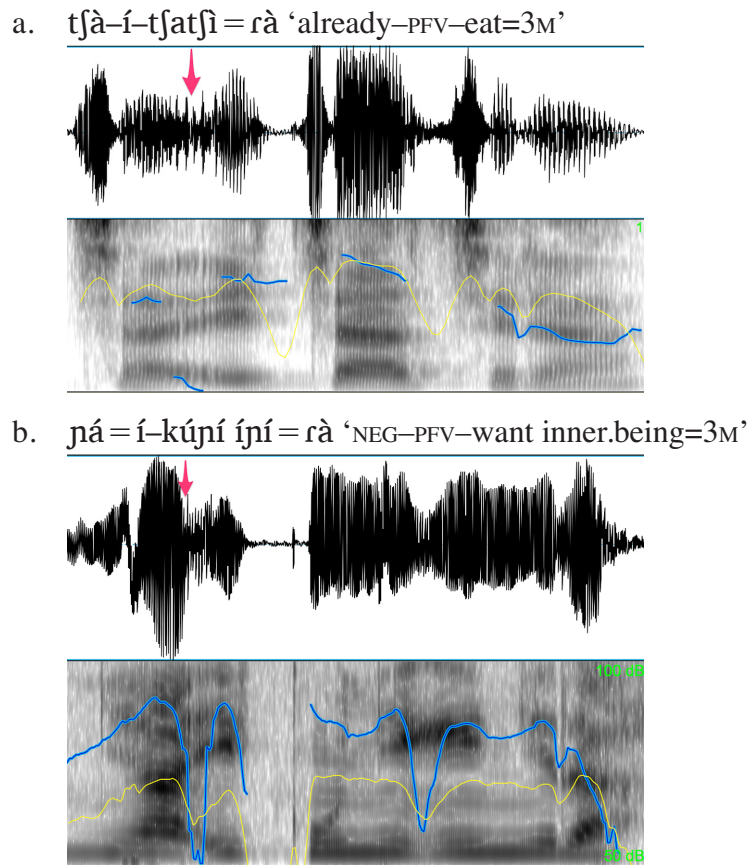 a. tʃà–í–tʃatʃì=ɾà ‘already–PFV–eat=3M’
1
b. ɲá=í–kúɲí íɲí=ɾà ‘NEG–PFV–want inner.being=3M’
100 dB
50 dB